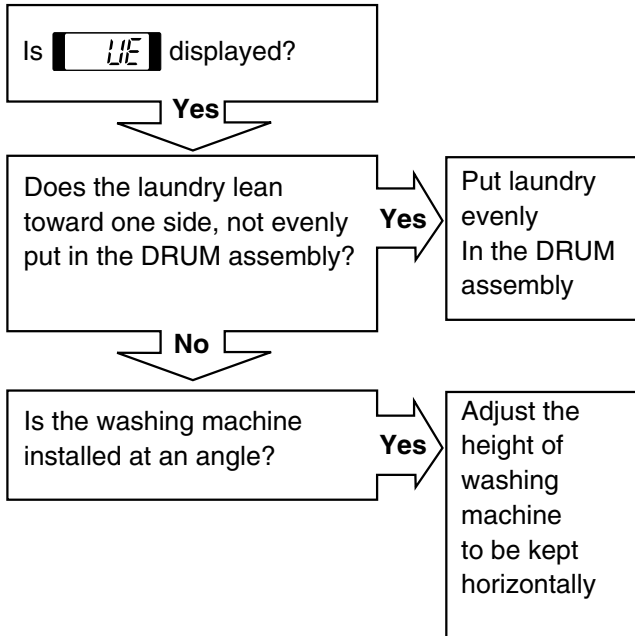 Is UE displayed?
Yes
Does the laundry lean
toward one side, not evenly
put in the DRUM assembly?
Yes
Put laundry
evenly
In the DRUM
assembly
No
Is the washing machine
installed at an angle?
Yes
Adjust the
height of
washing
machine
to be kept
horizontally